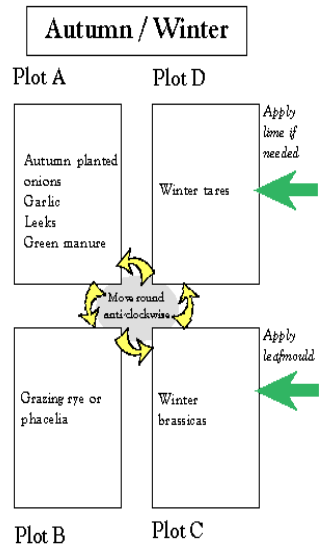 Autumn / Winter
Plot A
Plot D
Autumn planted
onions
Garlic
Leeks
Green manure
Winter tares
Apply
lime if
needed
Move round
anti-clockwise
Grazing rye or
phacelia
Winter
brassicas
Apply
leafmould
Plot B
Plot C